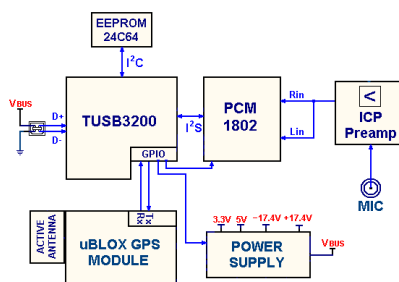 EEPROM
24C64
I²C
VBUS
D+
D-
TUSB3200
GPIO
I²S
PCM
1802
Rin
Lin
<
ICP
Preamp
MIC
ACTIVE
ANTENNA
Rx
Tx
uBLOX GPS
MODULE
3.3V 5V -17.4V +17.4V
POWER
SUPPLY
VBUS